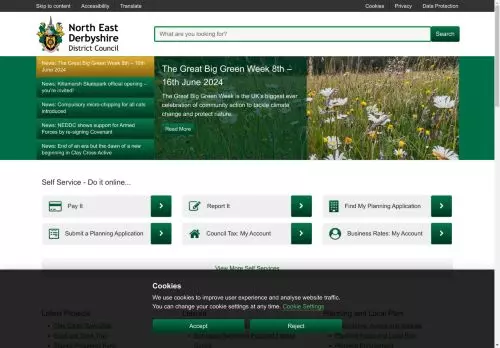 Skip to content Accessibility Translate Cookies Privacy Data Protection
North East
Derbyshire
District Council
What are you looking for?
Search
News: The Great Big Green Week 8th – 16th
June 2024
News: Killamarsh Skatepark official opening –
you're invited!
News: Compulsory micro-chipping for all cats
introduced
News: NEDDC shows support for Armed
Forces by re-signing Covenant
News: End of an era but the dawn of a new
beginning in Clay Cross Active
The Great Big Green Week 8th –
16th June 2024
The Great Big Green Week is the UK's biggest ever
celebration of community action to tackle climate
change and protect nature.
Read More
Self Service - Do it online...
Pay It
Report It
Find My Planning Application
Submit a Planning Application
Council Tax: My Account
Business Rates: My Account
View More Self Services
Cookies
We use cookies to improve user experience and analyse website traffic.
You can change your cookie settings at any time. Cookie Settings
Accept
Reject
Latest Projects
Planning and Local Plan